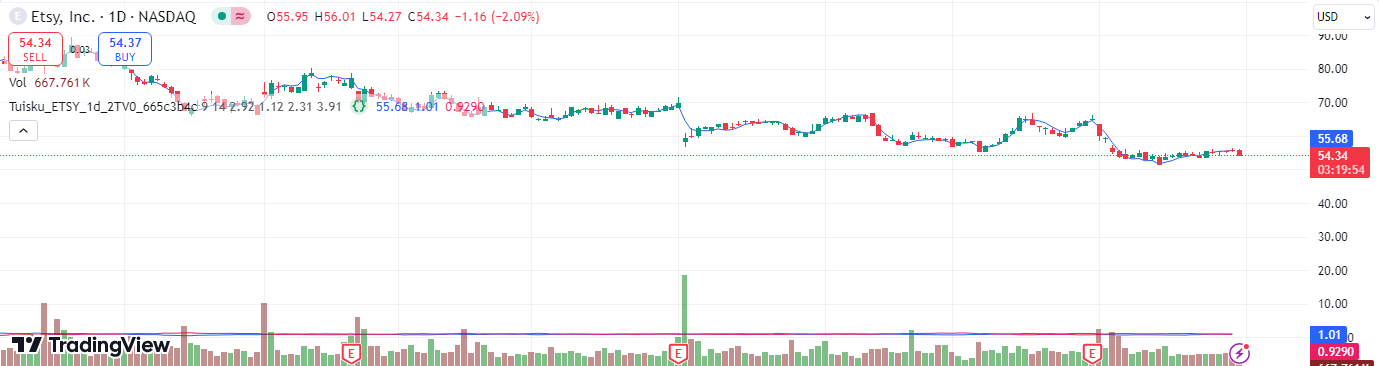 E Etsy, Inc. · 1D · NASDAQ ≈ O55.95 H56.01 L54.27 C54.34 −1.16 (−2.09%)
USD
54.34 SELL
0.03
54.37 BUY
Vol 667.761 K
Tuisku_ETSY_1d_2TV0_665c3b4c 9 14 2.92 1.12 2.31 3.91 {} 55.68 1.01 0.9290
90.00
80.00
70.00
55.68
54.34
03:19:54
40.00
30.00
20.00
10.00
1.01
0.9290
667.761 K
TradingView
E
E
E